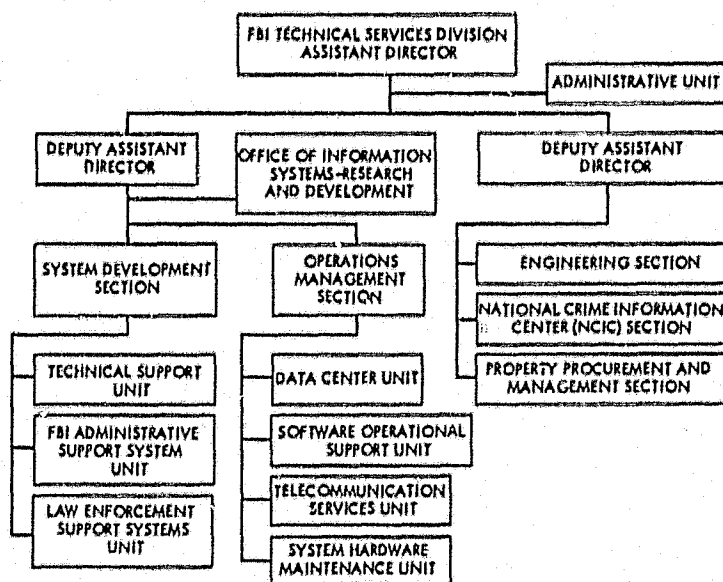 FBI TECHNICAL SERVICES DIVISION
ASSISTANT DIRECTOR
ADMINISTRATIVE UNIT
DEPUTY ASSISTANT
DIRECTOR
OFFICE OF INFORMATION
SYSTEMS-RESEARCH
AND DEVELOPMENT
DEPUTY ASSISTANT
DIRECTOR
SYSTEM DEVELOPMENT
SECTION
OPERATIONS
MANAGEMENT
SECTION
ENGINEERING SECTION
NATIONAL CRIME INFORMATION
CENTER (NCIC) SECTION
PROPERTY PROCUREMENT AND
MANAGEMENT SECTION
TECHNICAL SUPPORT
UNIT
FBI ADMINISTRATIVE
SUPPORT SYSTEM
UNIT
LAW ENFORCEMENT
SUPPORT SYSTEMS
UNIT
DATA CENTER UNIT
SOFTWARE OPERATIONAL
SUPPORT UNIT
TELECOMMUNICATION
SERVICES UNIT
SYSTEM HARDWARE
MAINTENANCE UNIT